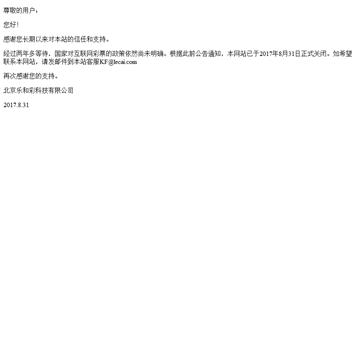 尊敬的用户，
您好！
感谢您长期以来对本站的信任和支持。
经过两年多等待，国家对互联网彩票的政策依然尚未明确。根据此前公告通知，本网站已于2017年8月31日正式关闭。如希望
联系本网站，请发邮件到本站客服KF@lecai.com
再次感谢您的支持。
北京乐和彩科技有限公司
2017.8.31